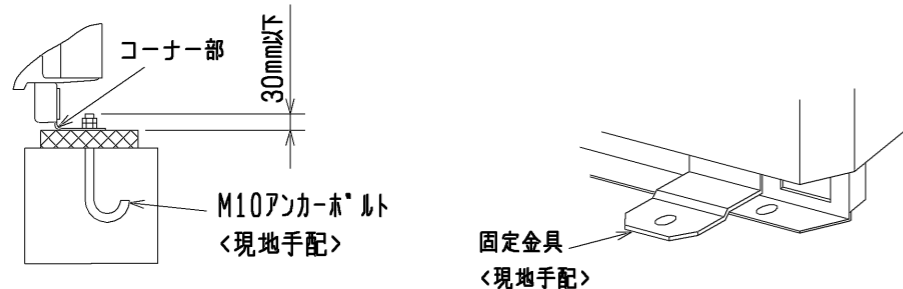 コーナー部
30mm以下
M10アンカーボルト
<現地手配>
固定金具
<現地手配>